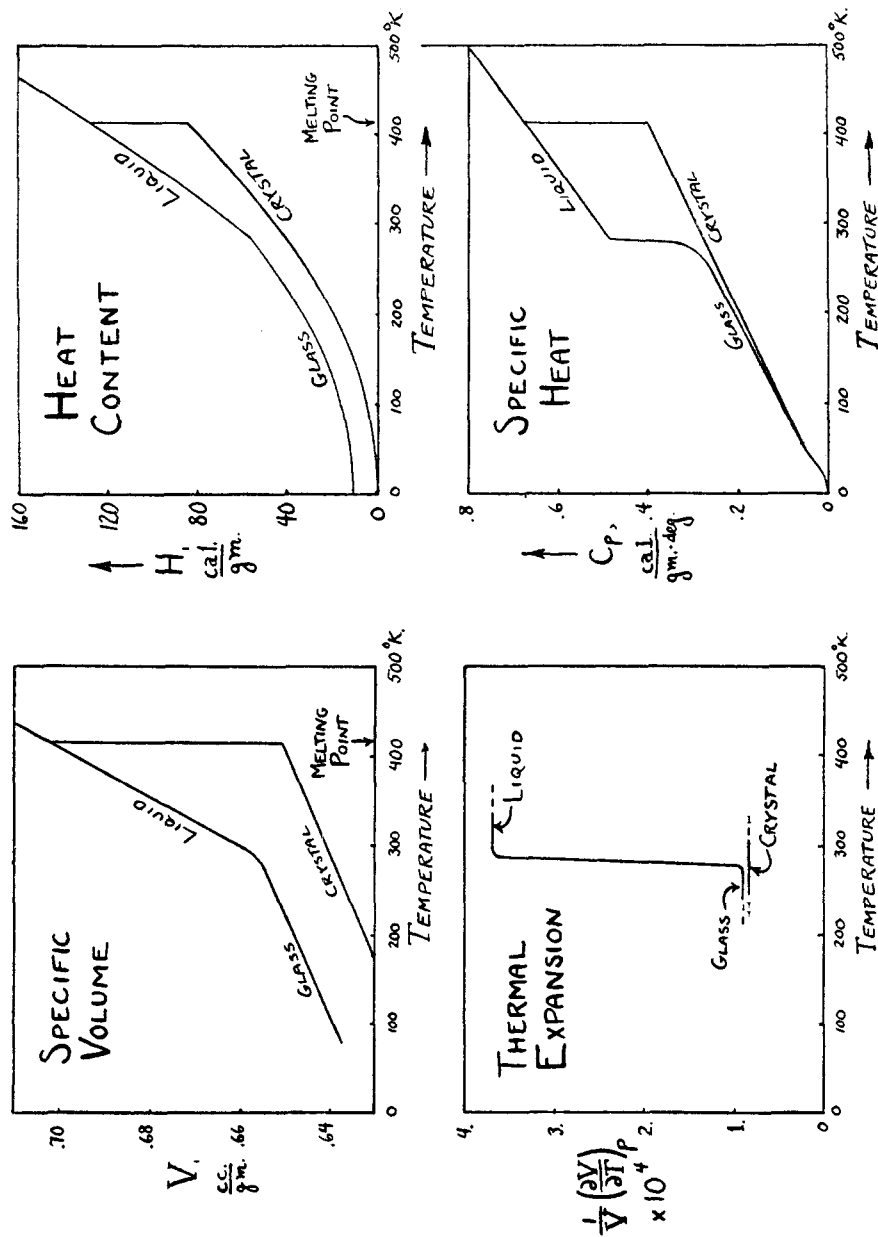 SPECIFIC
VOLUME
V,
cc.
gm.
.70
.68
.66
.64
LIQUID
GLASS
CRYSTAL
MELTING
POINT
0
100
200
300
400
500°K.
TEMPERATURE →
HEAT
CONTENT
H,
cal.
gm.
160
120
80
40
0
LIQUID
GLASS
CRYSTAL
MELTING
POINT
0
100
200
300
400
500°K.
TEMPERATURE →
THERMAL
EXPANSION
1/V (∂V/∂T)P
× 10⁴
4.
3.
2.
1.
0
LIQUID
GLASS
CRYSTAL
0
100
200
300
400
500°K.
TEMPERATURE →
SPECIFIC
HEAT
CP,
cal.
gm.-deg.
.8
.6
.4
.2
0
LIQUID
GLASS
CRYSTAL
0
100
200
300
400
500°K.
TEMPERATURE →